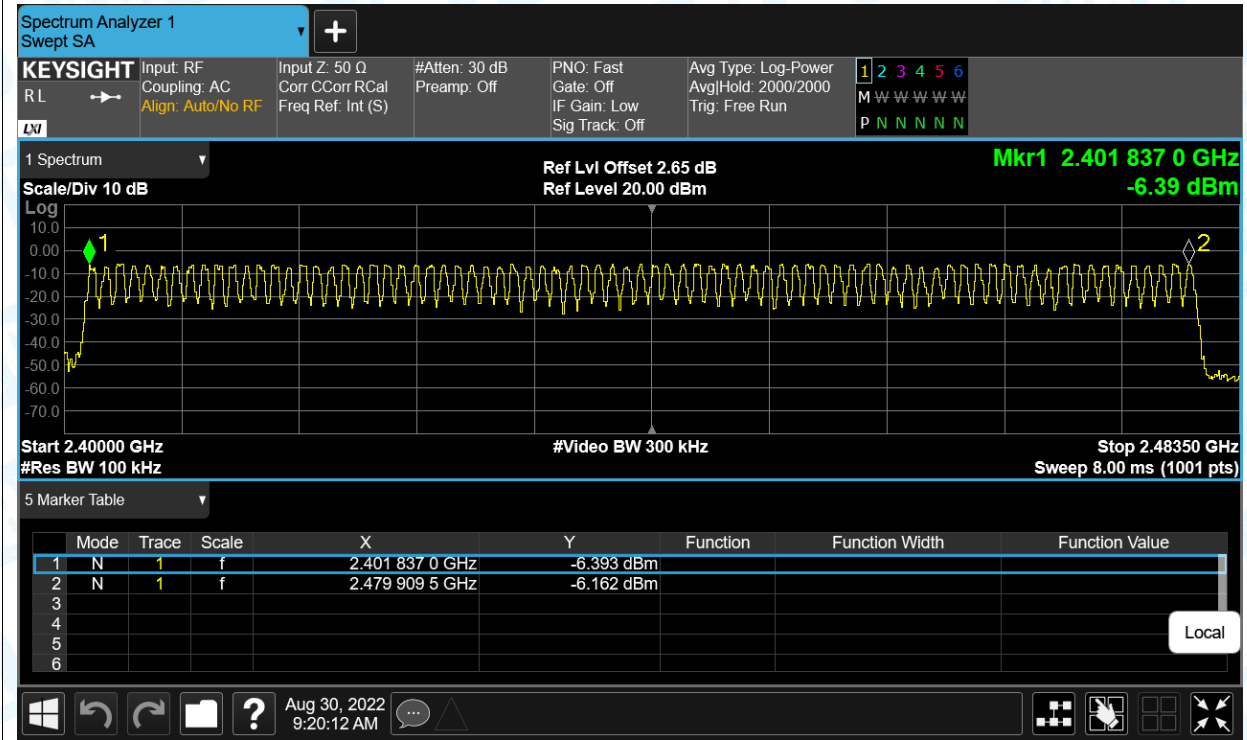 Spectrum Analyzer 1
Swept SA
+
KEYSIGHT
R L
LXI
Input: RF
Coupling: AC
Align: Auto/No RF
Input Z: 50 Ω
Corr CCorr RCal
Freq Ref: Int (S)
#Atten: 30 dB
Preamp: Off
PNO: Fast
Gate: Off
IF Gain: Low
Sig Track: Off
Avg Type: Log-Power
Avg|Hold: 2000/2000
Trig: Free Run
1 2 3 4 5 6
M W W W W W
P N N N N N
1 Spectrum
Scale/Div 10 dB
Ref Lvl Offset 2.65 dB
Ref Level 20.00 dBm
Mkr1 2.401 837 0 GHz
-6.39 dBm
Log
10.0
0.00
-10.0
-20.0
-30.0
-40.0
-50.0
-60.0
-70.0
1
2
Start 2.40000 GHz
#Res BW 100 kHz
#Video BW 300 kHz
Stop 2.48350 GHz
Sweep 8.00 ms (1001 pts)
5 Marker Table
Mode Trace Scale X Y Function Function Width Function Value
1 N 1 f 2.401 837 0 GHz -6.393 dBm
2 N 1 f 2.479 909 5 GHz -6.162 dBm
3
4
5
6
Local
?
Aug 30, 2022
9:20:12 AM